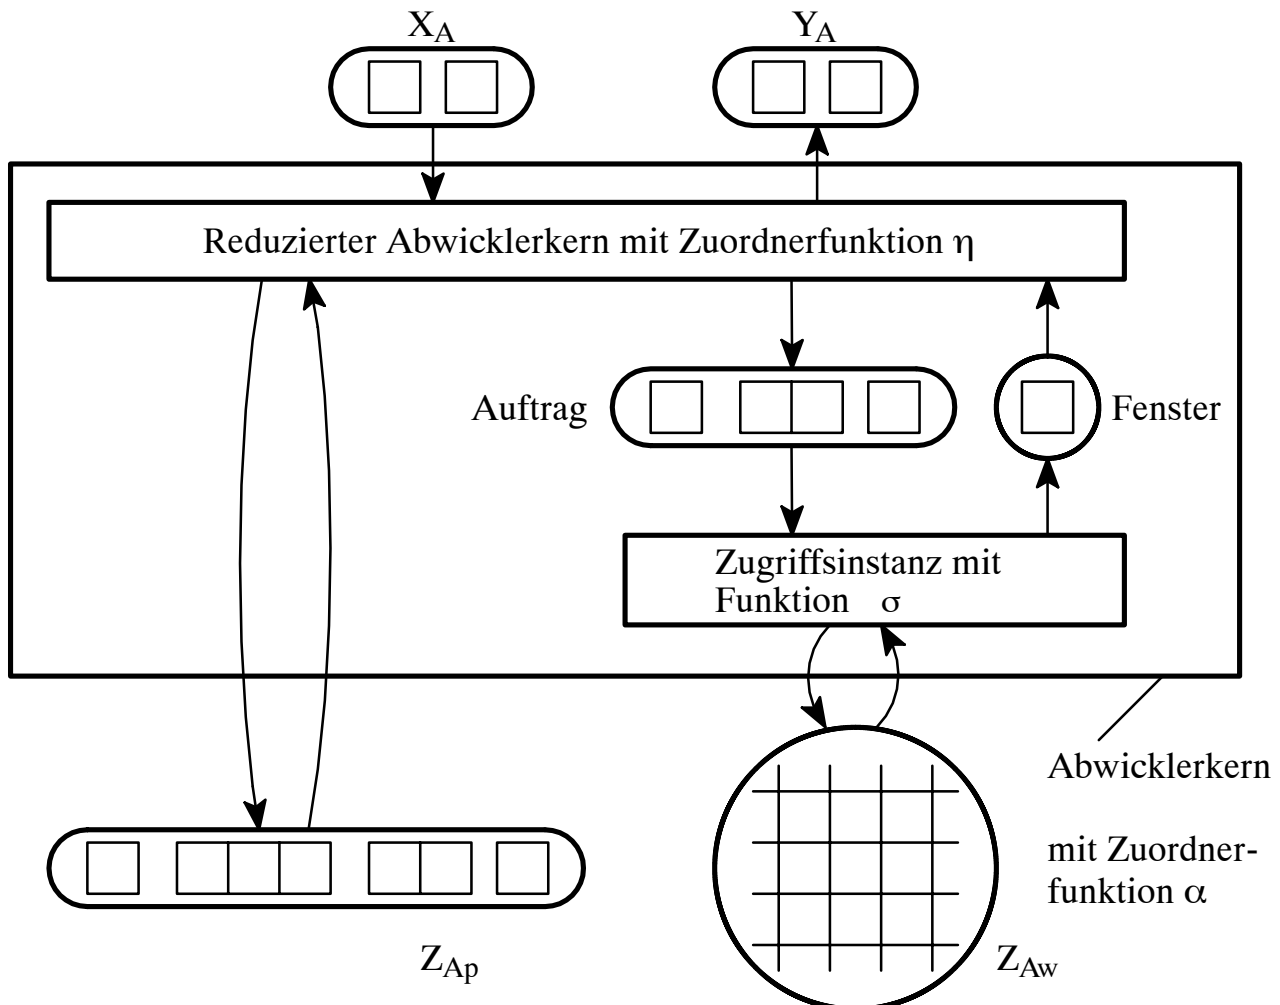 X_A
Y_A
Reduzierter Abwicklerkern mit Zuordnerfunktion η
Auftrag
Fenster
Zugriffsinstanz mit
Funktion σ
Abwicklerkern
mit Zuordner-
funktion α
Z_Ap
Z_Aw